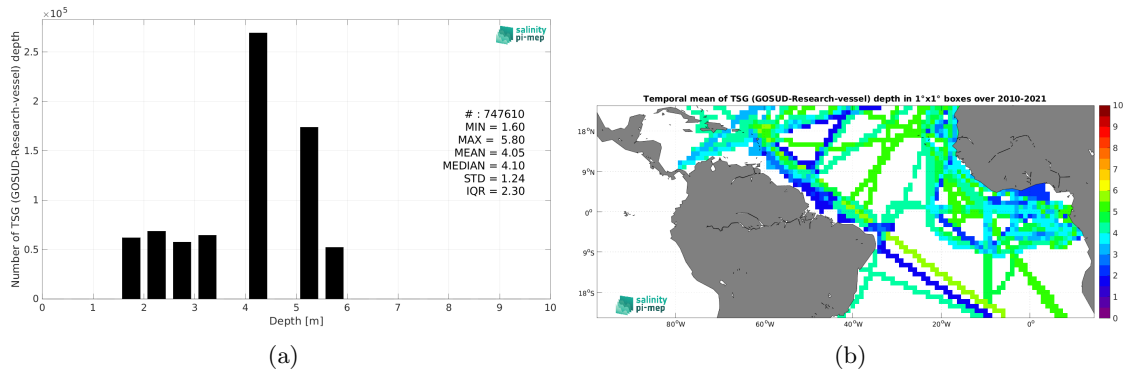 ×10⁵
salinity
pi-mep
Number of TSG (GOSUD-Research-vessel) depth
2.5
2
1.5
1
0.5
0
# : 747610
MIN = 1.60
MAX = 5.80
MEAN = 4.05
MEDIAN = 4.10
STD = 1.24
IQR = 2.30
0 1 2 3 4 5 6 7 8 9 10
Depth [m]
(a)
Temporal mean of TSG (GOSUD-Research-vessel) depth in 1°x1° boxes over 2010-2021
18°N
9°N
0°
9°S
18°S
80°W 60°W 40°W 20°W 0°
10
9
8
7
6
5
4
3
2
1
0
salinity
pi-mep
(b)